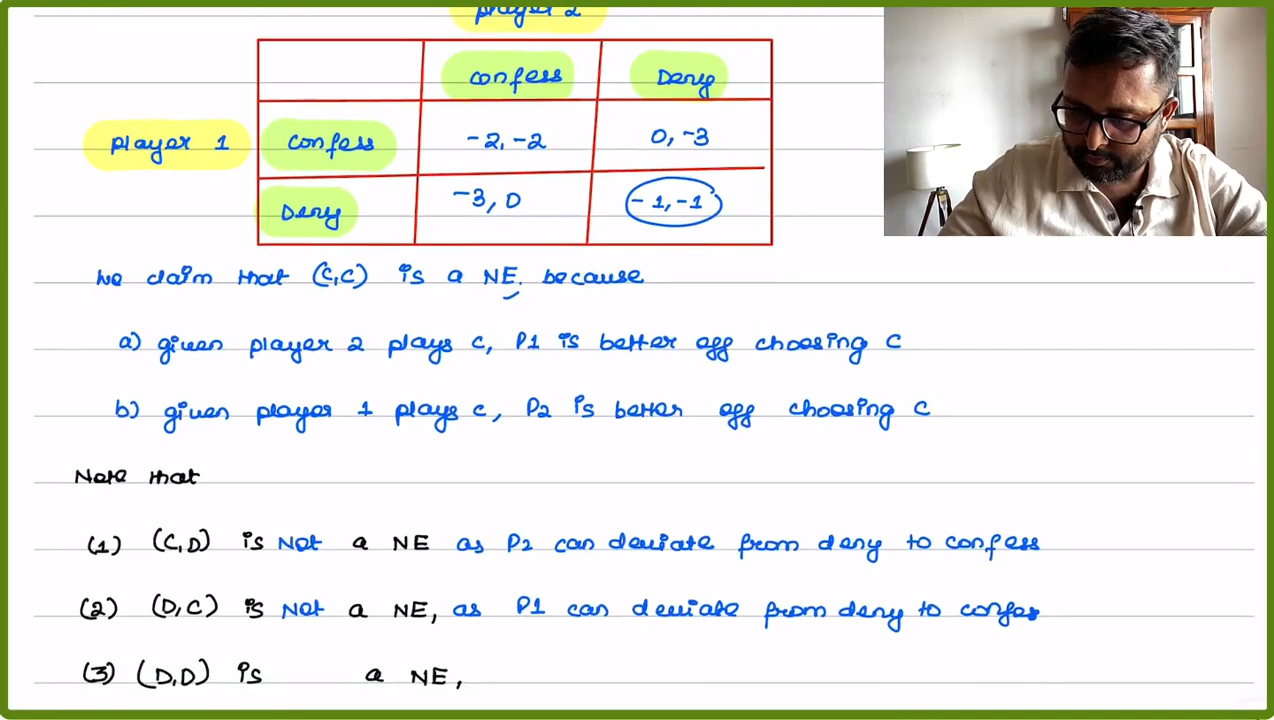 player 2
confess Deny
player 1 confess -2, -2 0, -3
Deny -3, 0 -1, -1
We claim that (C,C) is a NE. because
a) given player 2 plays C, P1 is better off choosing C
b) given player 1 plays C, P2 is better off choosing C
Note that
(1) (C,D) is Not a NE as P2 can deviate from deny to confess
(2) (D,C) is Not a NE, as P1 can deviate from deny to confes
(3) (D,D) is a NE,